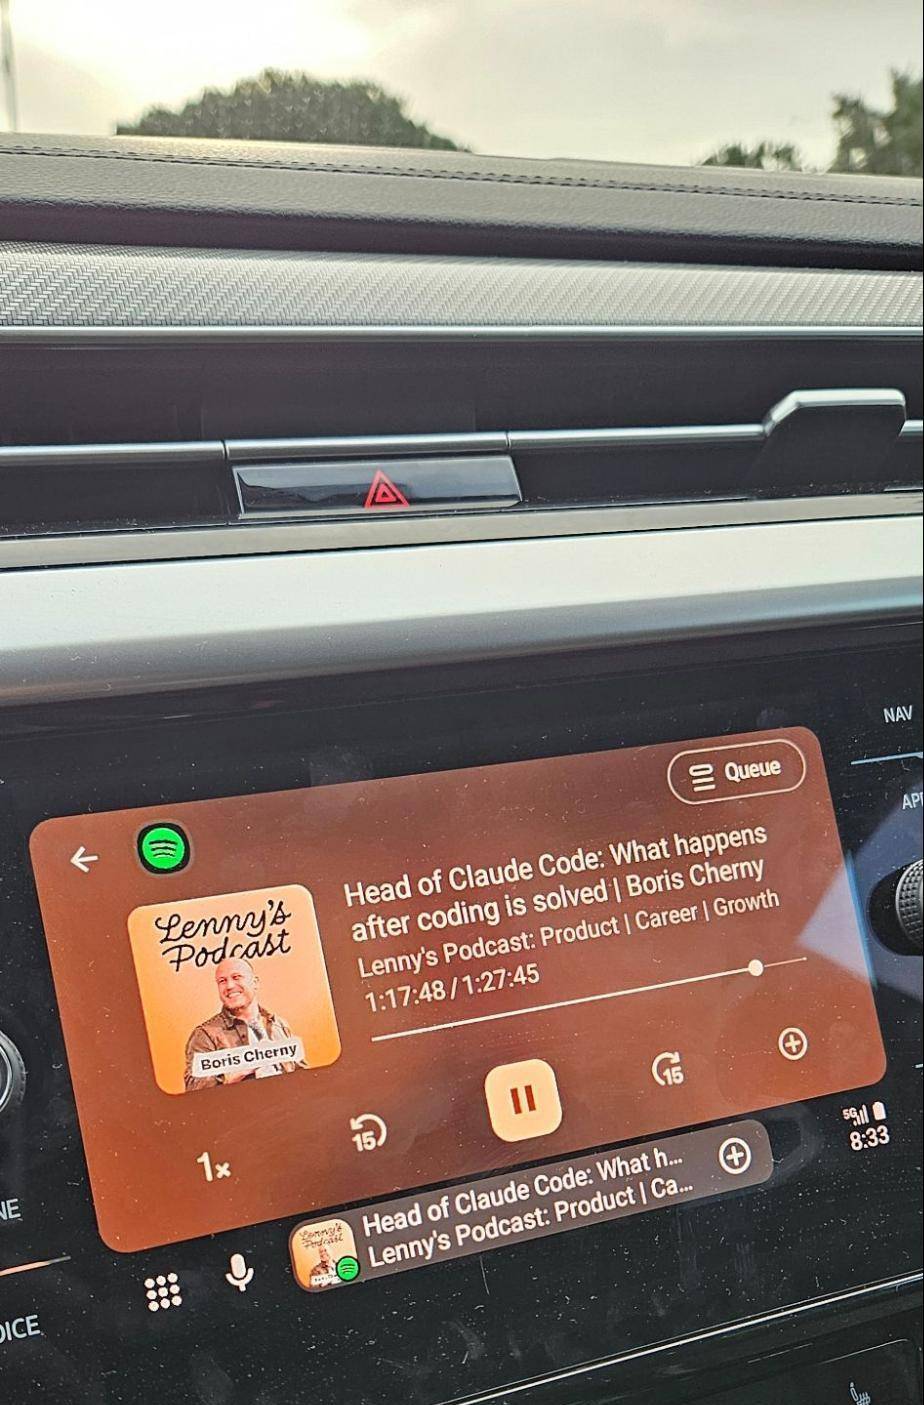 NAV
Queue
Head of Claude Code: What happens
after coding is solved | Boris Cherny
Lenny's Podcast: Product | Career | Growth
1:17:48 / 1:27:45
Lenny's
Podcast
Boris Cherny
1x
15
15
5G
8:33
Head of Claude Code: What h...
Lenny's Podcast: Product | Ca...